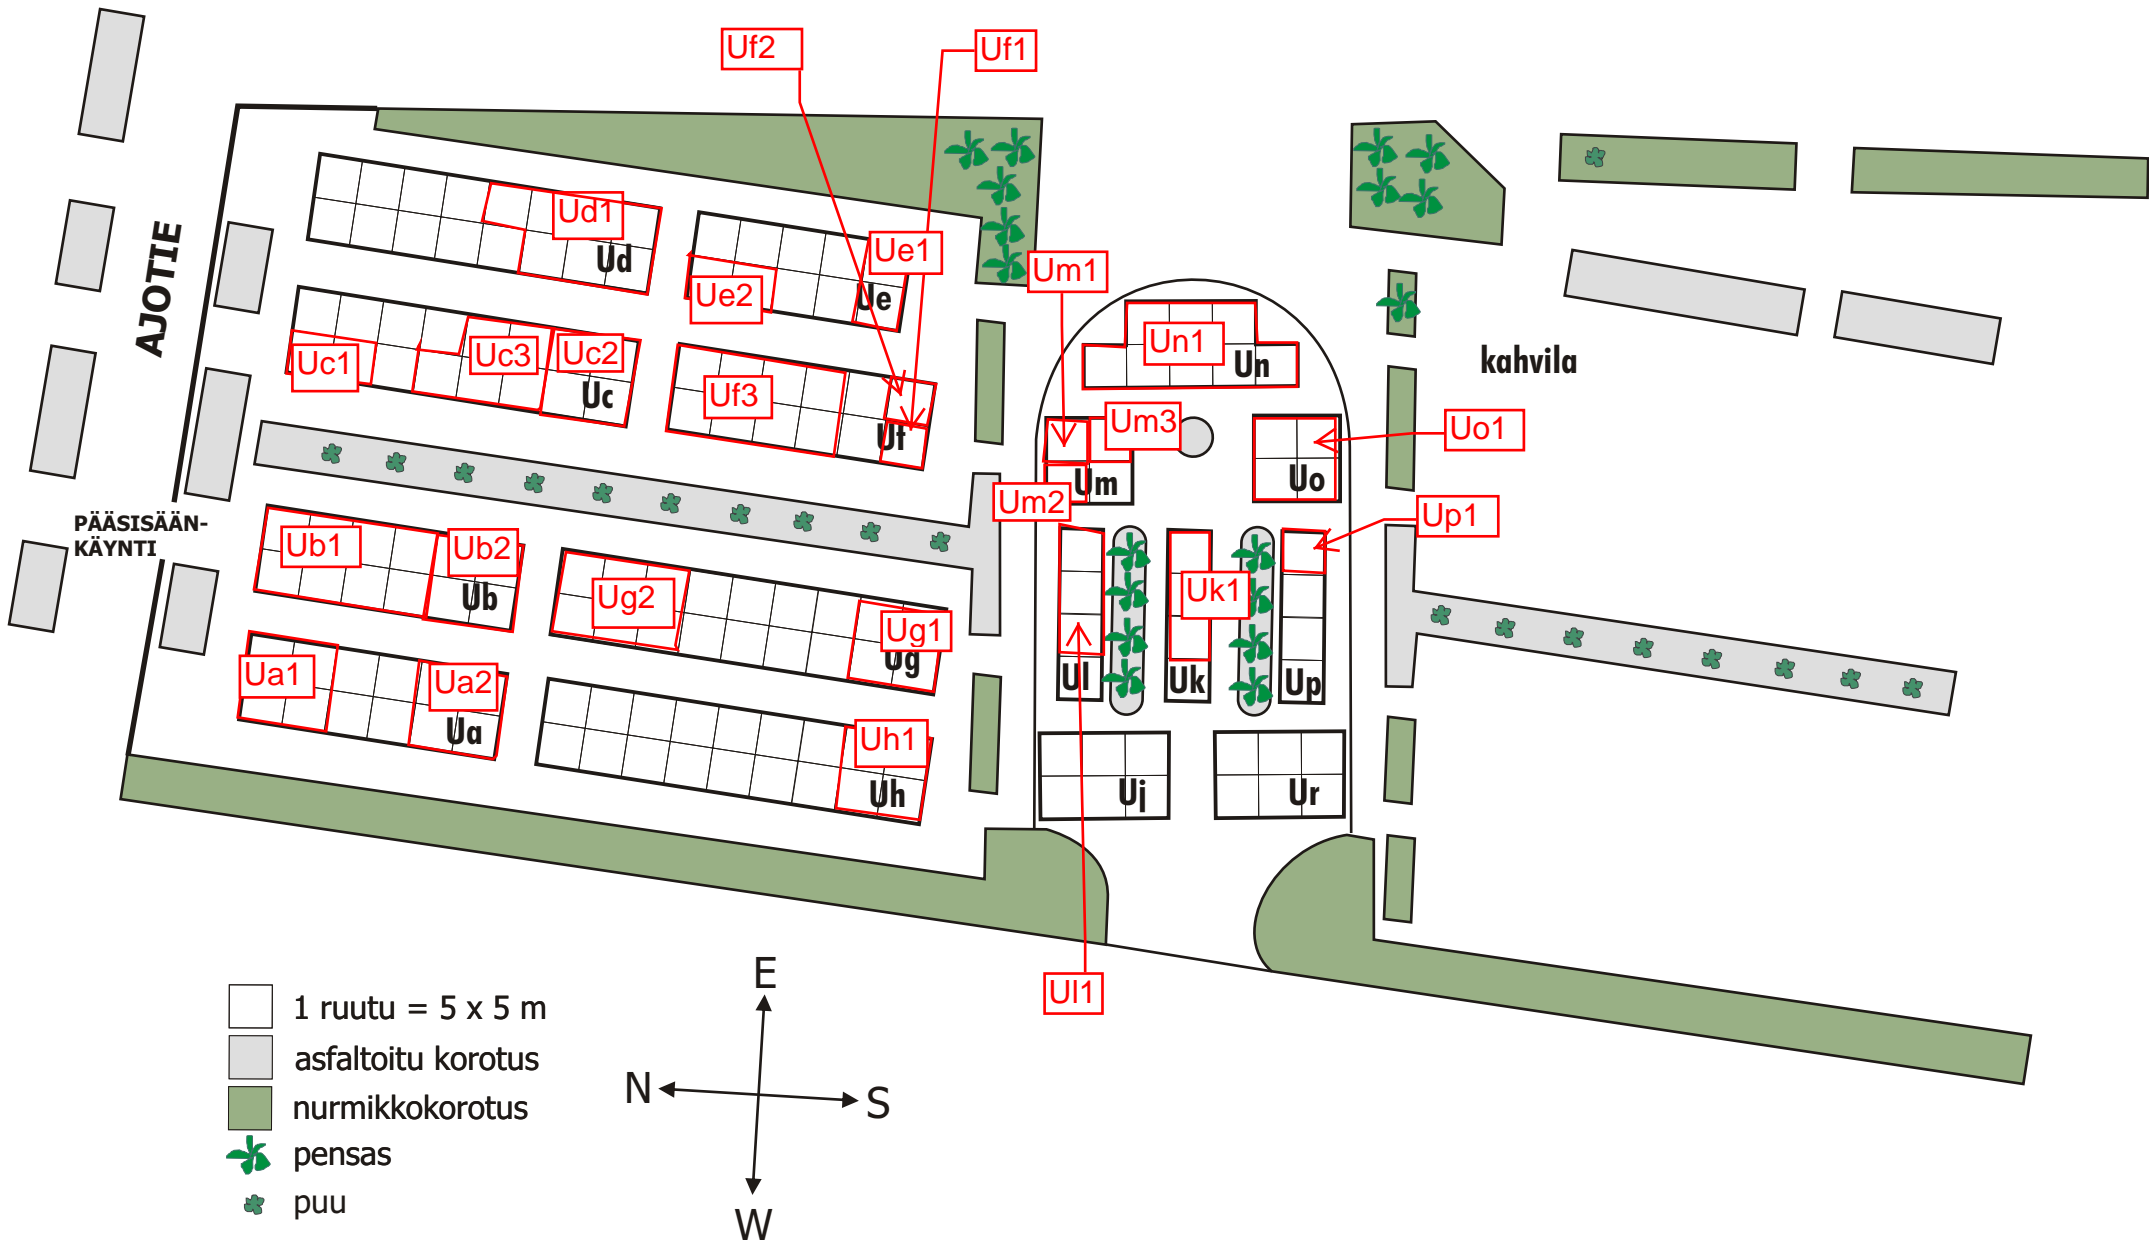 Uf2
Uf1
Ud1
Ud
Ue1
Ue2
Ue
Um1
AJOTIE
Un1
Un
kahvila
Uc1
Uc3
Uc2
Uc
Uf3
Uf
Um3
Um
Um2
Uo1
Uo
Up1
PÄÄSISÄÄN-
KÄYNTI
Ub1
Ub2
Ub
Ug2
Ug1
Ug
Uk1
Ul
Uk
Up
Ua1
Ua2
Ua
Uh1
Uh
Uj
Ur
Ul1
E
N
S
W
1 ruutu = 5 x 5 m
asfaltoitu korotus
nurmikkokorotus
pensas
puu